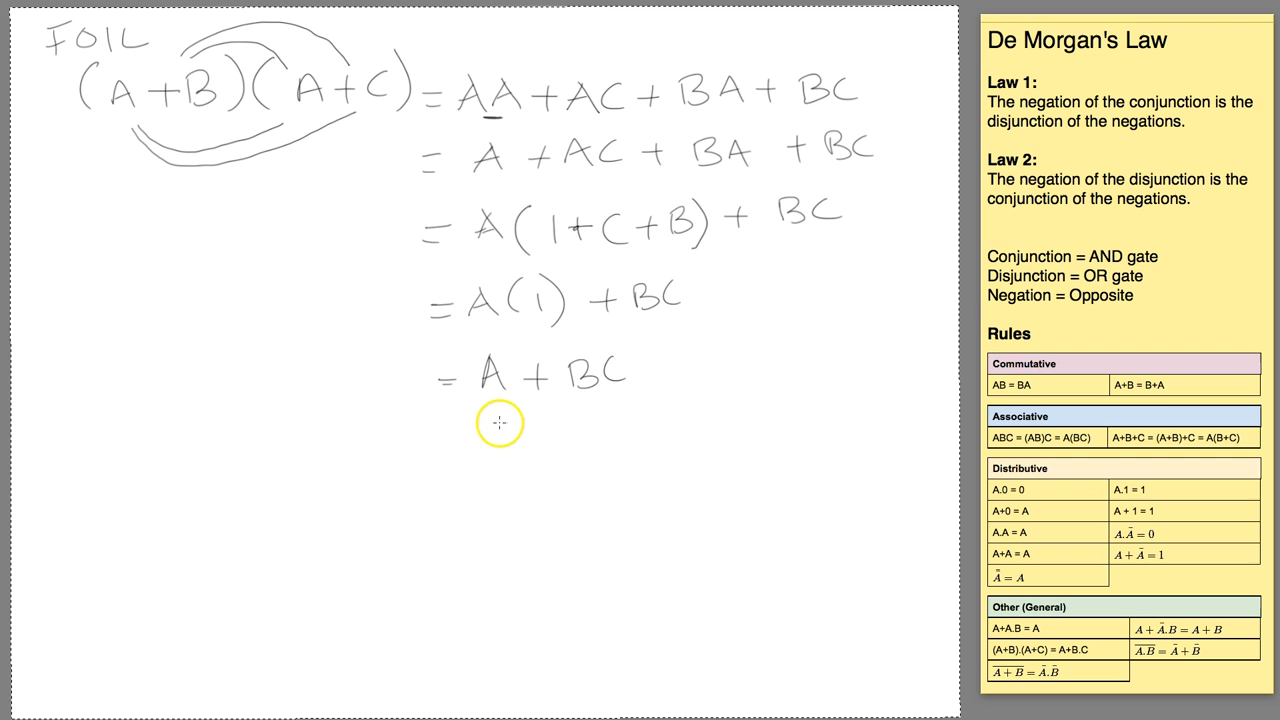 FOIL
(A+B)(A+C) = AA + AC + BA + BC
= A + AC + BA + BC
= A(1+C+B) + BC
= A(1) + BC
= A + BC
De Morgan's Law
Law 1:
The negation of the conjunction is the
disjunction of the negations.
Law 2:
The negation of the disjunction is the
conjunction of the negations.
Conjunction = AND gate
Disjunction = OR gate
Negation = Opposite
Rules
Commutative
AB = BA A+B = B+A
Associative
ABC = (AB)C = A(BC) A+B+C = (A+B)+C = A(B+C)
Distributive
A.0 = 0 A.1 = 1
A+0 = A A + 1 = 1
A.A = A A.Ā = 0
A+A = A A + Ā = 1
A̿ = A
Other (General)
A+A.B = A A + Ā.B = A + B
(A+B).(A+C) = A+B.C A̅.̅B̅ = Ā + B̄
A̅ ̅+̅ ̅B̅ = Ā.B̄